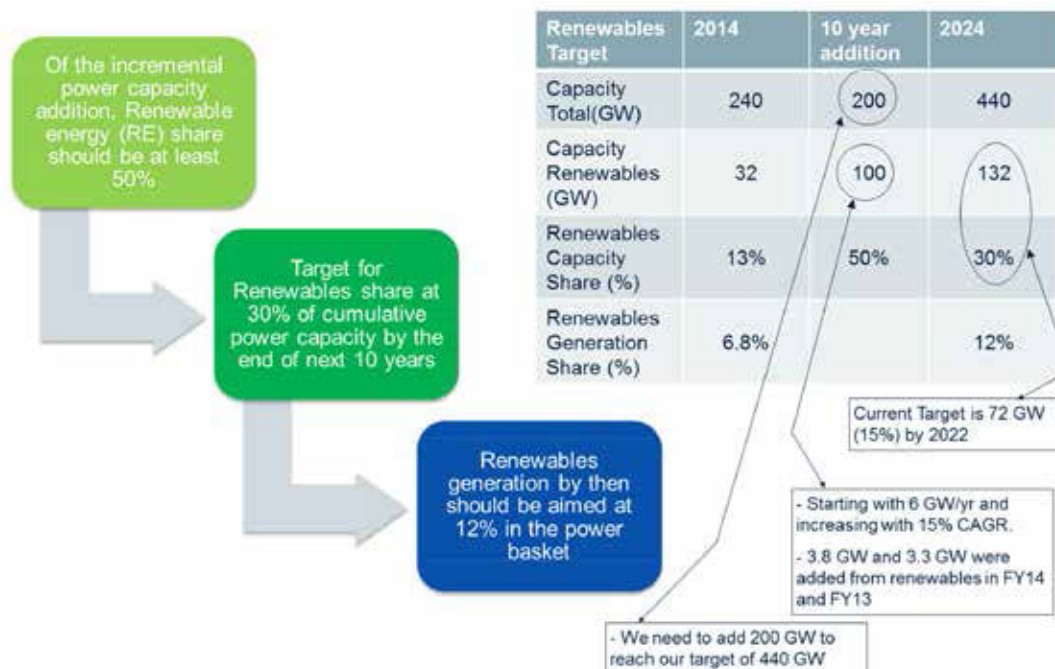 Of the incremental
power capacity
addition, Renewable
energy (RE) share
should be at least
50%
Target for
Renewables share at
30% of cumulative
power capacity by the
end of next 10 years
Renewables
generation by then
should be aimed at
12% in the power
basket
Renewables Target 2014 10 year addition 2024
Capacity Total(GW) 240 200 440
Capacity Renewables (GW) 32 100 132
Renewables Capacity Share (%) 13% 50% 30%
Renewables Generation Share (%) 6.8% 12%
Current Target is 72 GW
(15%) by 2022
- Starting with 6 GW/yr and
increasing with 15% CAGR.
- 3.8 GW and 3.3 GW were
added from renewables in FY14
and FY13
- We need to add 200 GW to
reach our target of 440 GW